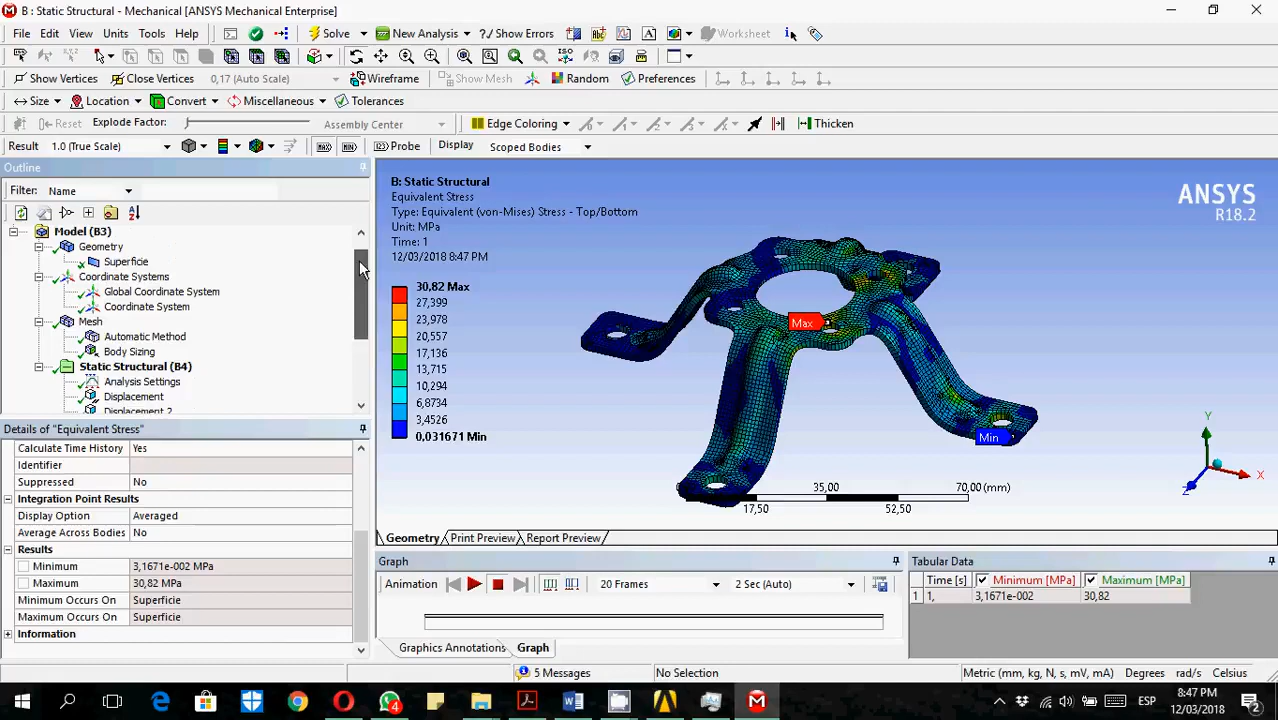 B : Static Structural - Mechanical [ANSYS Mechanical Enterprise]
File Edit View Units Tools Help Solve New Analysis ?/ Show Errors Worksheet
Show Vertices Close Vertices 0,17 (Auto Scale) Wireframe Show Mesh Random Preferences
Size Location Convert Miscellaneous Tolerances
Reset Explode Factor: Assembly Center Edge Coloring Thicken
Result 1.0 (True Scale) MAX MIN Probe Display Scoped Bodies
Outline
Filter: Name
Model (B3)
Geometry
Superficie
Coordinate Systems
Global Coordinate System
Coordinate System
Mesh
Automatic Method
Body Sizing
Static Structural (B4)
Analysis Settings
Displacement
Displacement 2
Details of "Equivalent Stress"
Calculate Time History Yes
Identifier
Suppressed No
Integration Point Results
Display Option Averaged
Average Across Bodies No
Results
Minimum 3,1671e-002 MPa
Maximum 30,82 MPa
Minimum Occurs On Superficie
Maximum Occurs On Superficie
Information
B: Static Structural
Equivalent Stress
Type: Equivalent (von-Mises) Stress - Top/Bottom
Unit: MPa
Time: 1
12/03/2018 8:47 PM
30,82 Max
27,399
23,978
20,557
17,136
13,715
10,294
6,8734
3,4526
0,031671 Min
ANSYS
R18.2
Max
Min
Y
X
Z
35,00 70,00 (mm)
17,50 52,50
Geometry Print Preview Report Preview
Graph
Animation 20 Frames 2 Sec (Auto)
Graphics Annotations Graph
Tabular Data
Time [s] Minimum [MPa] Maximum [MPa]
1 1, 3,1671e-002 30,82
5 Messages No Selection Metric (mm, kg, N, s, mV, mA) Degrees rad/s Celsius
4
ESP
8:47 PM
12/03/2018
2